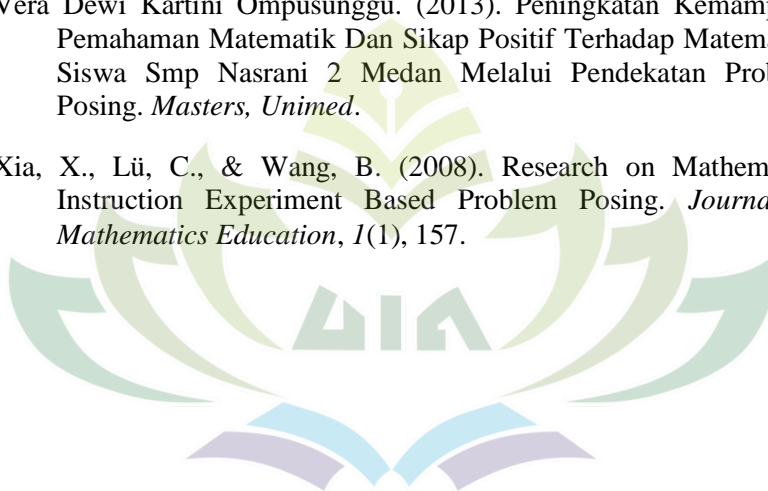 Vera Dewi Kartini Ompusunggu. (2013). Peningkatan Kemamp
Pemahaman Matematik Dan Sikap Positif Terhadap Matema
Siswa Smp Nasrani 2 Medan Melalui Pendekatan Prob
Posing. Masters, Unimed.
Xia, X., Lü, C., & Wang, B. (2008). Research on Mathem
Instruction Experiment Based Problem Posing. Journa
Mathematics Education, 1(1), 157.
UIN